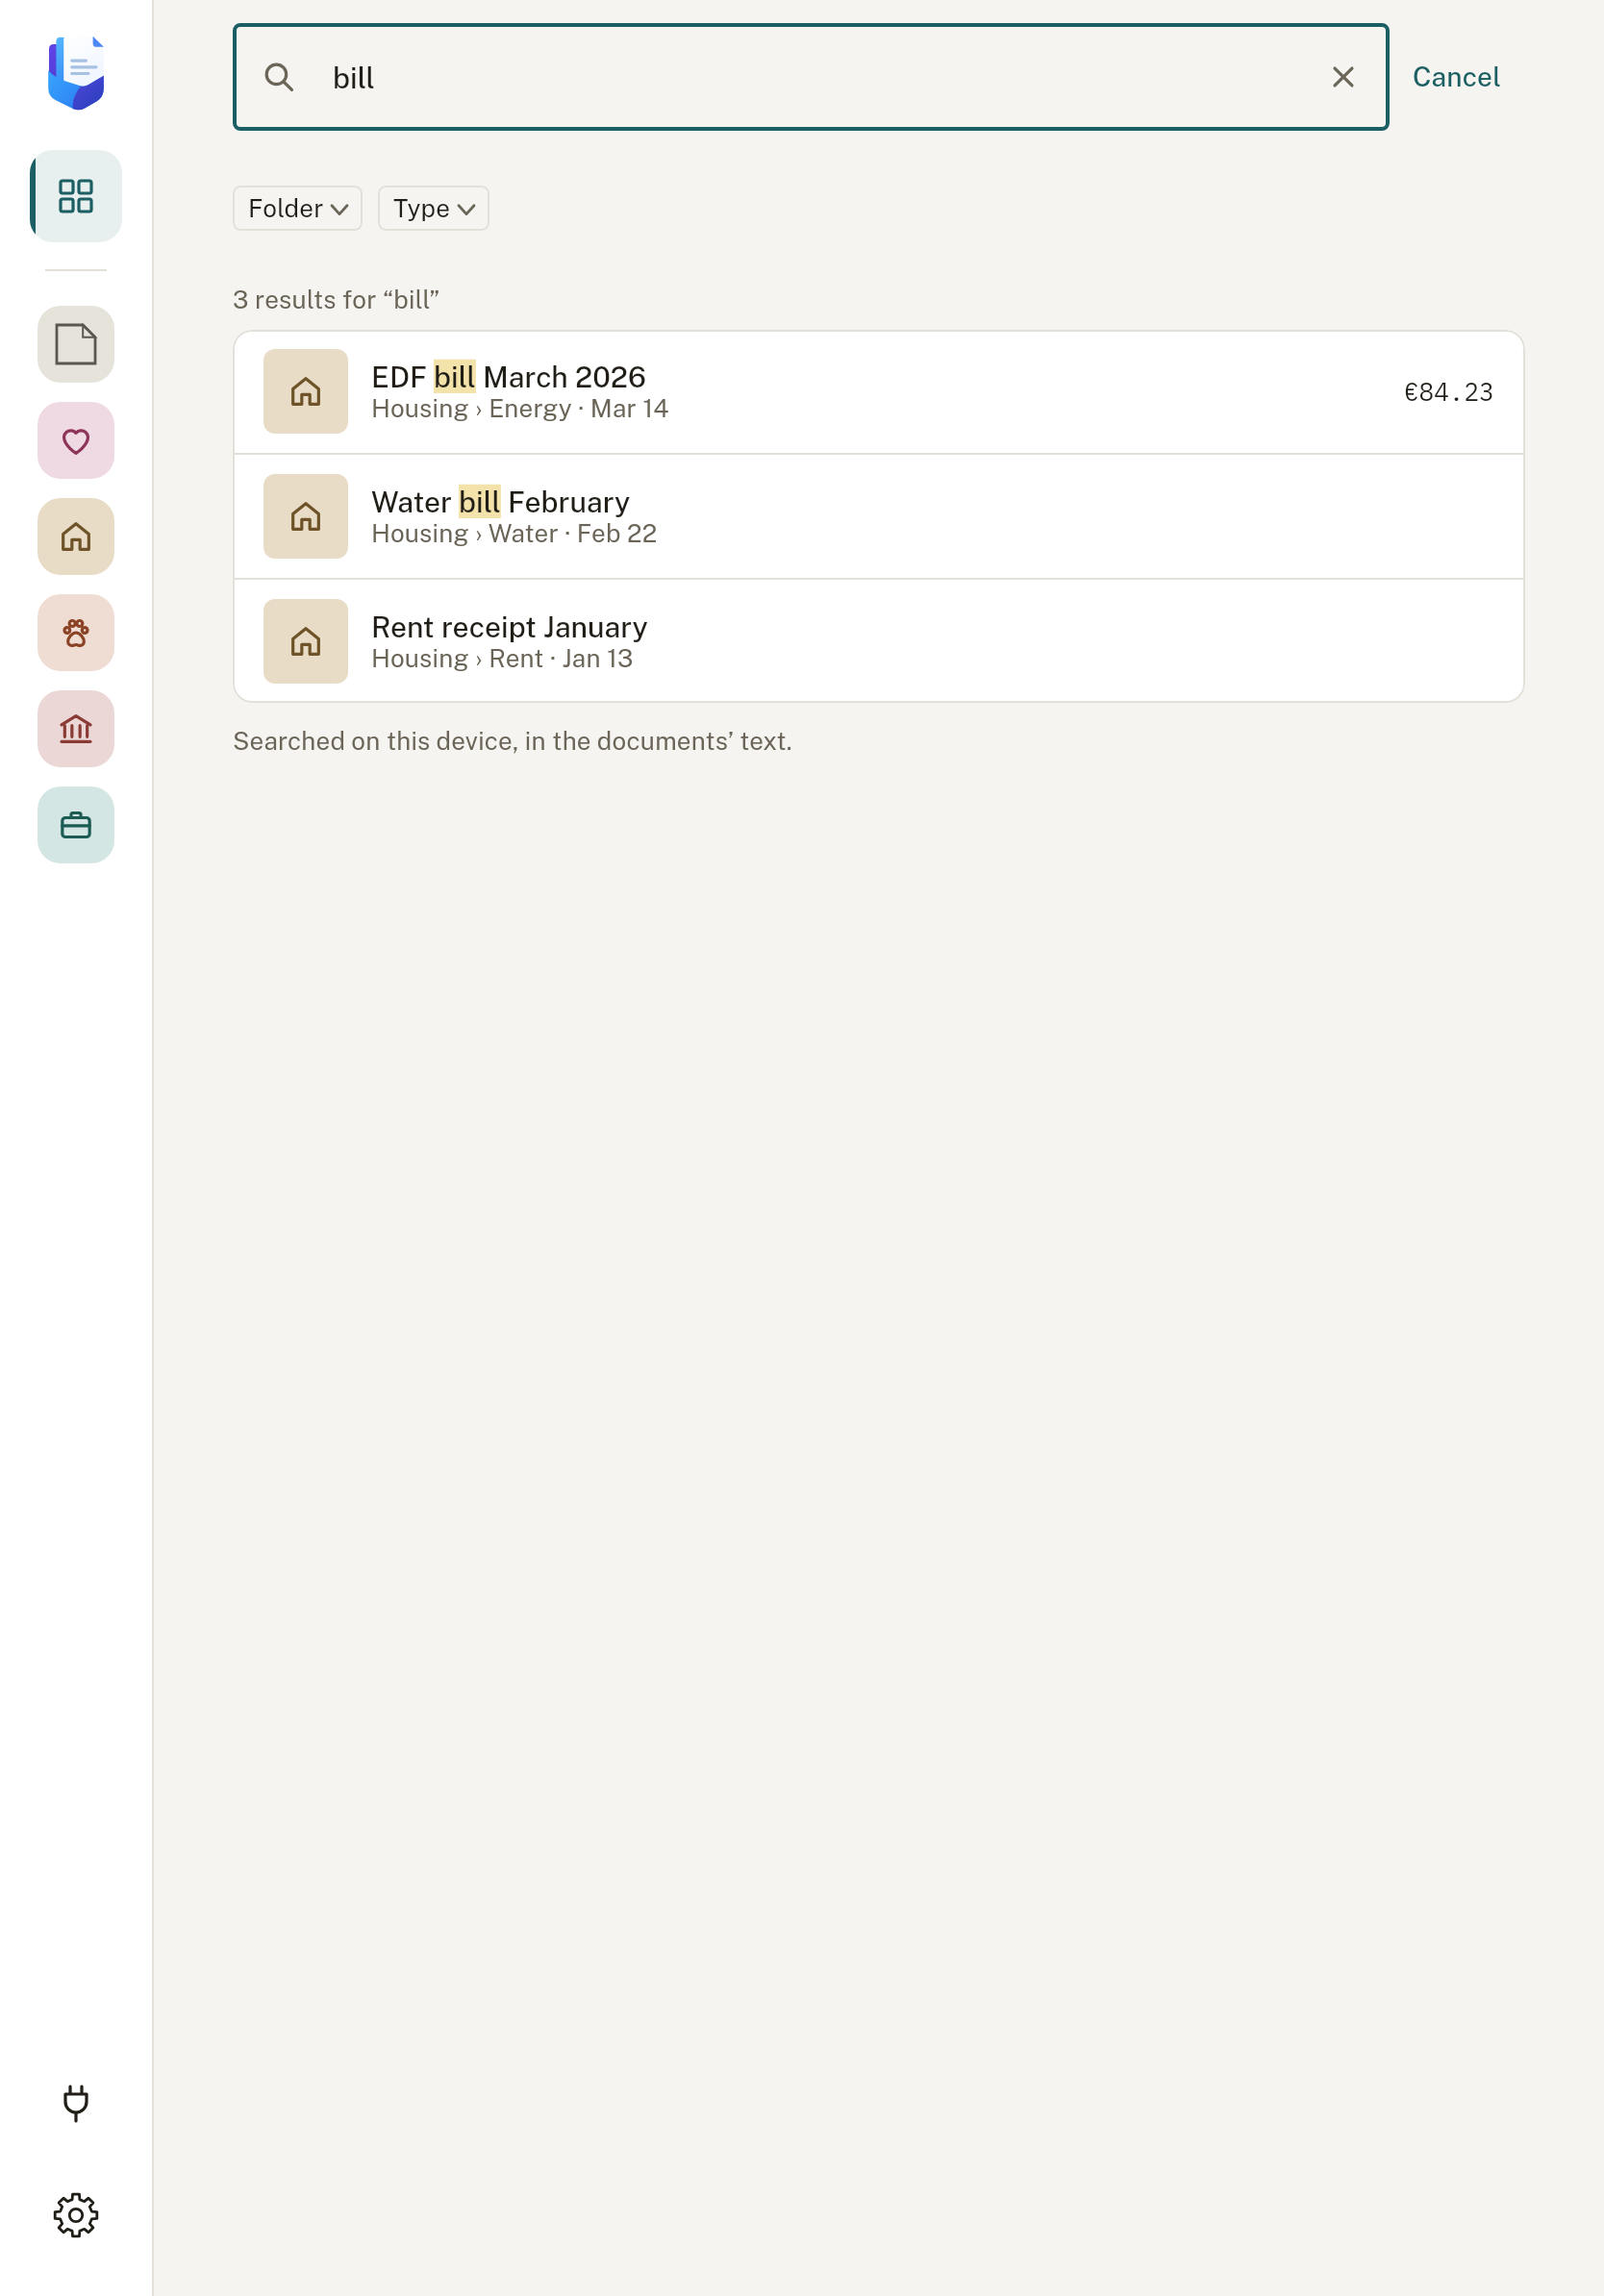 bill
Cancel
Folder
Type
3 results for “bill”
EDF bill March 2026
Housing › Energy · Mar 14
€84.23
Water bill February
Housing › Water · Feb 22
Rent receipt January
Housing › Rent · Jan 13
Searched on this device, in the documents’ text.